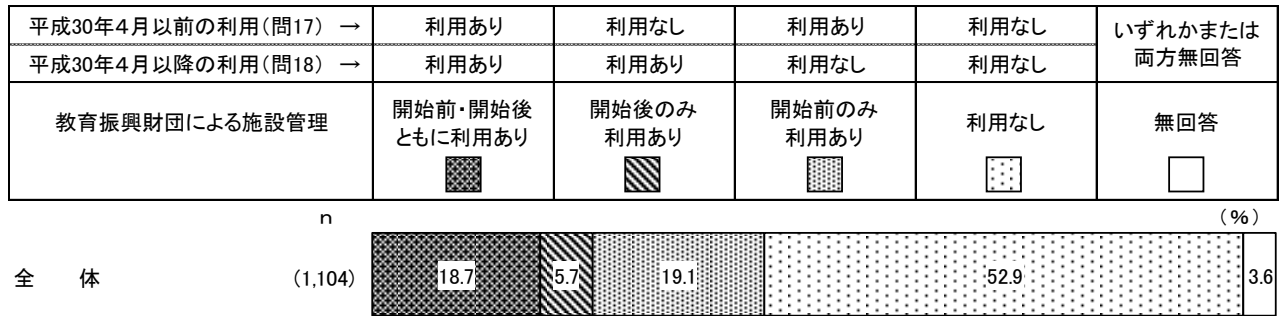 平成30年４月以前の利用（問17） → 利用あり 利用なし 利用あり 利用なし いずれかまたは
両方無回答
平成30年４月以降の利用（問18） → 利用あり 利用あり 利用なし 利用なし
教育振興財団による施設管理 開始前・開始後
ともに利用あり 開始後のみ
利用あり 開始前のみ
利用あり 利用なし 無回答
ｎ （％）
全 体 (1,104) 18.7 5.7 19.1 52.9 3.6